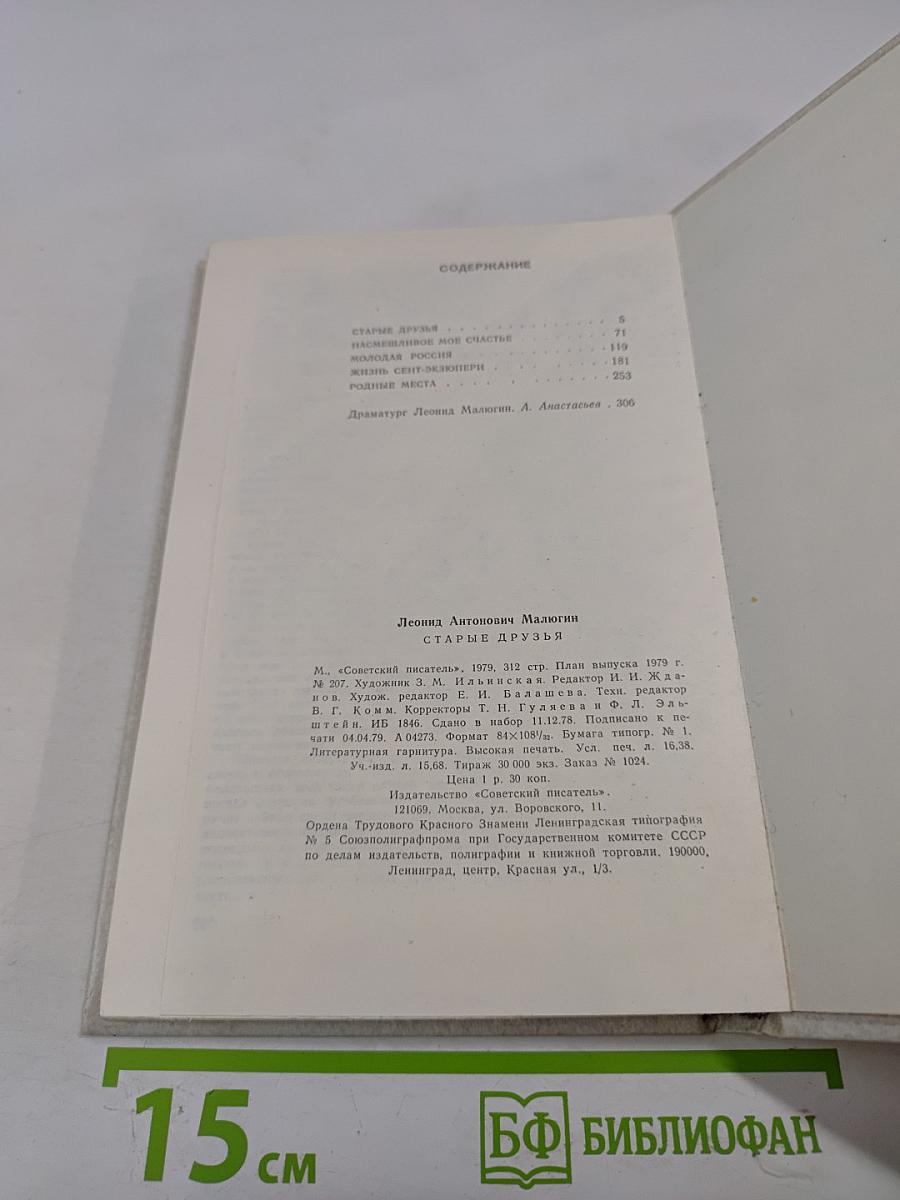 СОДЕРЖАНИЕ
СТАРЫЕ ДРУЗЬЯ . . . . . . . . . . . . . . 5
НАСМЕШЛИВОЕ МОЕ СЧАСТЬЕ . . . . . . . . 71
МОЛОДАЯ РОССИЯ . . . . . . . . . . . . 119
ЖИЗНЬ СЕНТ-ЭКЗЮПЕРИ . . . . . . . . . 181
РОДНЫЕ МЕСТА . . . . . . . . . . . . . 253
Драматург Леонид Малюгин. А. Анастасьев . 306
Леонид Антонович Малюгин
СТАРЫЕ ДРУЗЬЯ
М., «Советский писатель», 1979, 312 стр. План выпуска 1979 г.
№ 207. Художник З. М. Ильинская. Редактор И. И. Жда-
нов. Худож. редактор Е. И. Балашева. Техн. редактор
В. Г. Комм. Корректоры Т. Н. Гуляева и Ф. Л. Эль-
штейн. ИБ 1846. Сдано в набор 11.12.78. Подписано к пе-
чати 04.04.79. А 04273. Формат 84×108¹/₃₂. Бумага типогр. № 1.
Литературная гарнитура. Высокая печать. Усл. печ. л. 16,38.
Уч.-изд. л. 15,68. Тираж 30 000 экз. Заказ № 1024.
Цена 1 р. 30 коп.
Издательство «Советский писатель».
121069, Москва, ул. Воровского, 11.
Ордена Трудового Красного Знамени Ленинградская типография
№ 5 Союзполиграфпрома при Государственном комитете СССР
по делам издательств, полиграфии и книжной торговли. 190000,
Ленинград, центр, Красная ул., 1/3.
15 см
БФ БИБЛИОФАН